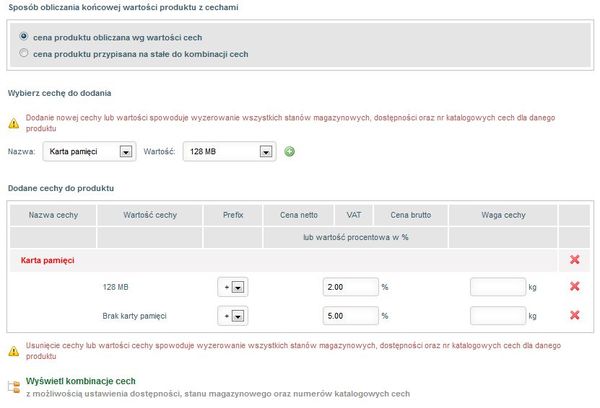 Sposób obliczania końcowej wartości produktu z cechami
cena produktu obliczana wg wartości cech
cena produktu przypisana na stałe do kombinacji cech
Wybierz cechę do dodania
Dodanie nowej cechy lub wartości spowoduje wyzerowanie wszystkich stanów magazynowych, dostępności oraz nr katalogowych cech dla danego
produktu
Nazwa: Karta pamięci Wartość: 128 MB
Dodane cechy do produktu
Nazwa cechy Wartość cechy Prefix Cena netto VAT Cena brutto Waga cechy
lub wartość procentowa w %
Karta pamięci
128 MB + 2.00 % kg
Brak karty pamięci + 5.00 % kg
Usunięcie cechy lub wartości cechy spowoduje wyzerowanie wszystkich stanów magazynowych, dostępności oraz nr katalogowych cech dla danego
produktu
Wyświetl kombinacje cech
z możliwością ustawienia dostępności, stanu magazynowego oraz numerów katalogowych cech